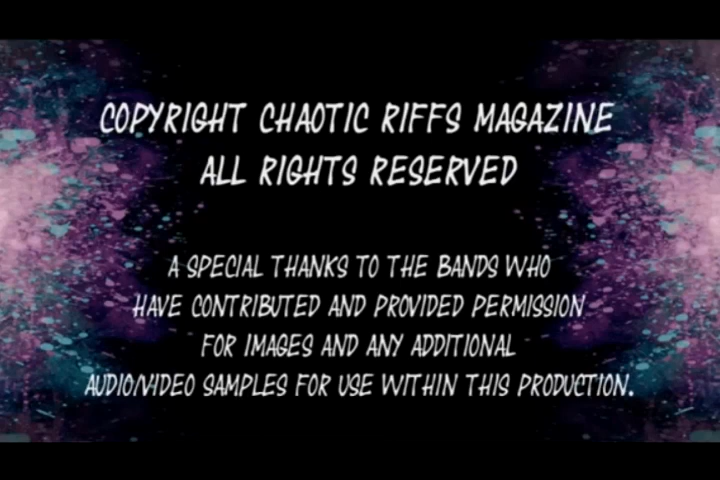 COPYRIGHT CHAOTIC RIFFS MAGAZINE
ALL RIGHTS RESERVED
A SPECIAL THANKS TO THE BANDS WHO
HAVE CONTRIBUTED AND PROVIDED PERMISSION
FOR IMAGES AND ANY ADDITIONAL
AUDIO/VIDEO SAMPLES FOR USE WITHIN THIS PRODUCTION.